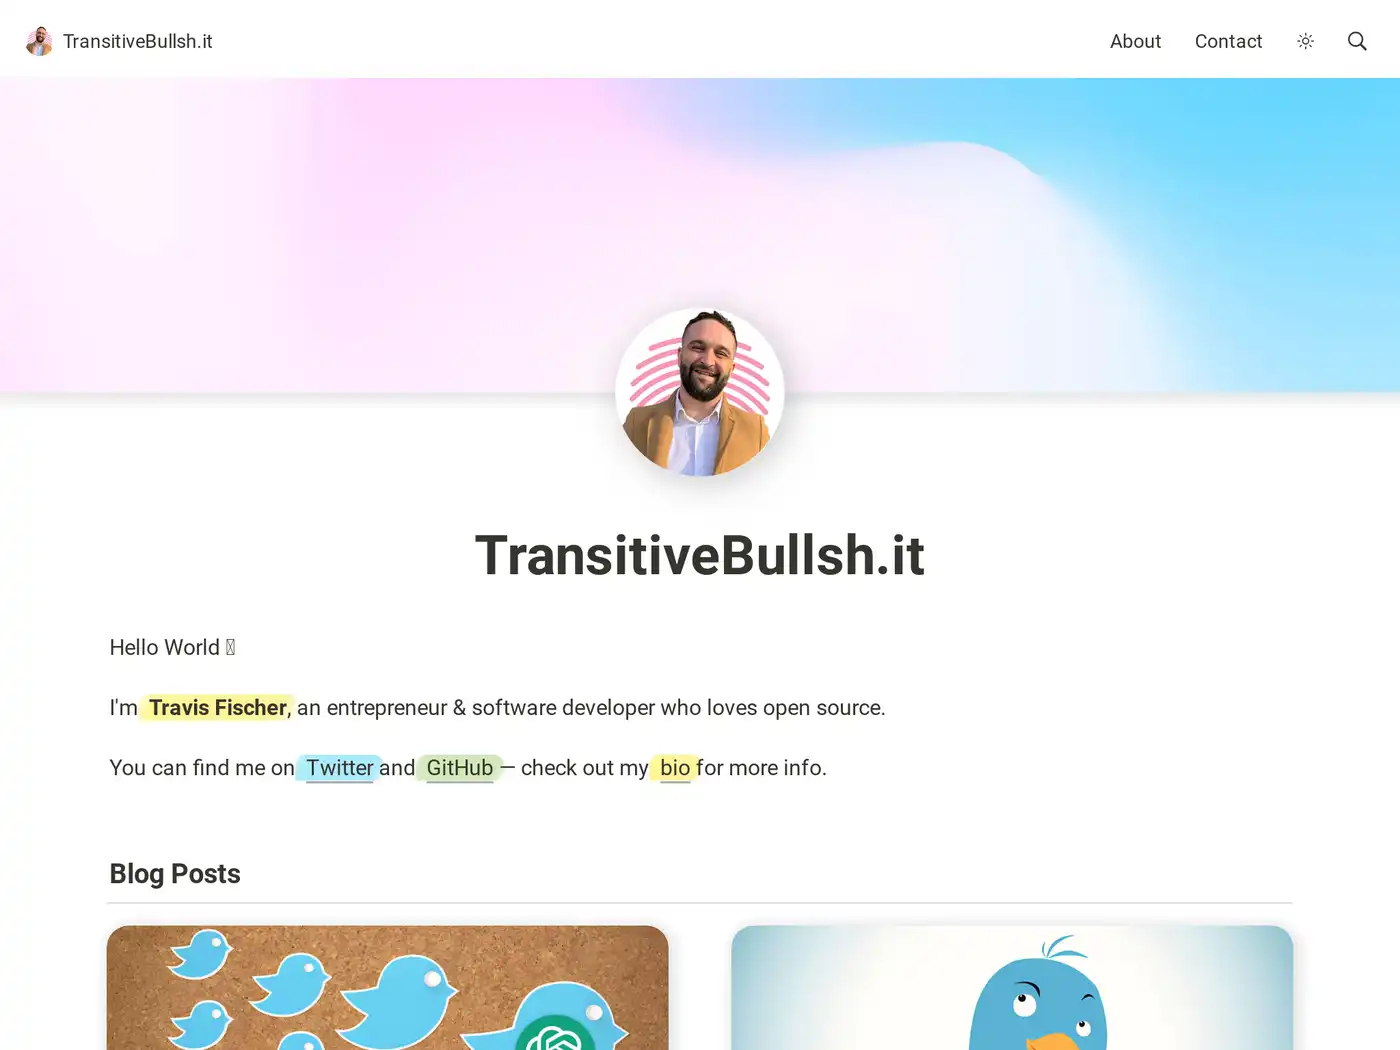 TransitiveBullsh.it
About
Contact
TransitiveBullsh.it
Hello World
I'm Travis Fischer, an entrepreneur & software developer who loves open source.
You can find me on Twitter and GitHub — check out my bio for more info.
Blog Posts